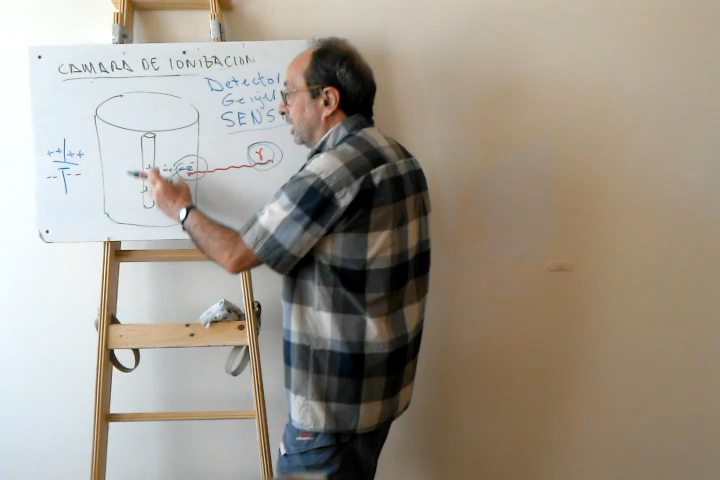 CAMARA DE IONIZACION
Detector
Geiger
SENS
++ ++
-- --
e⁻
γ